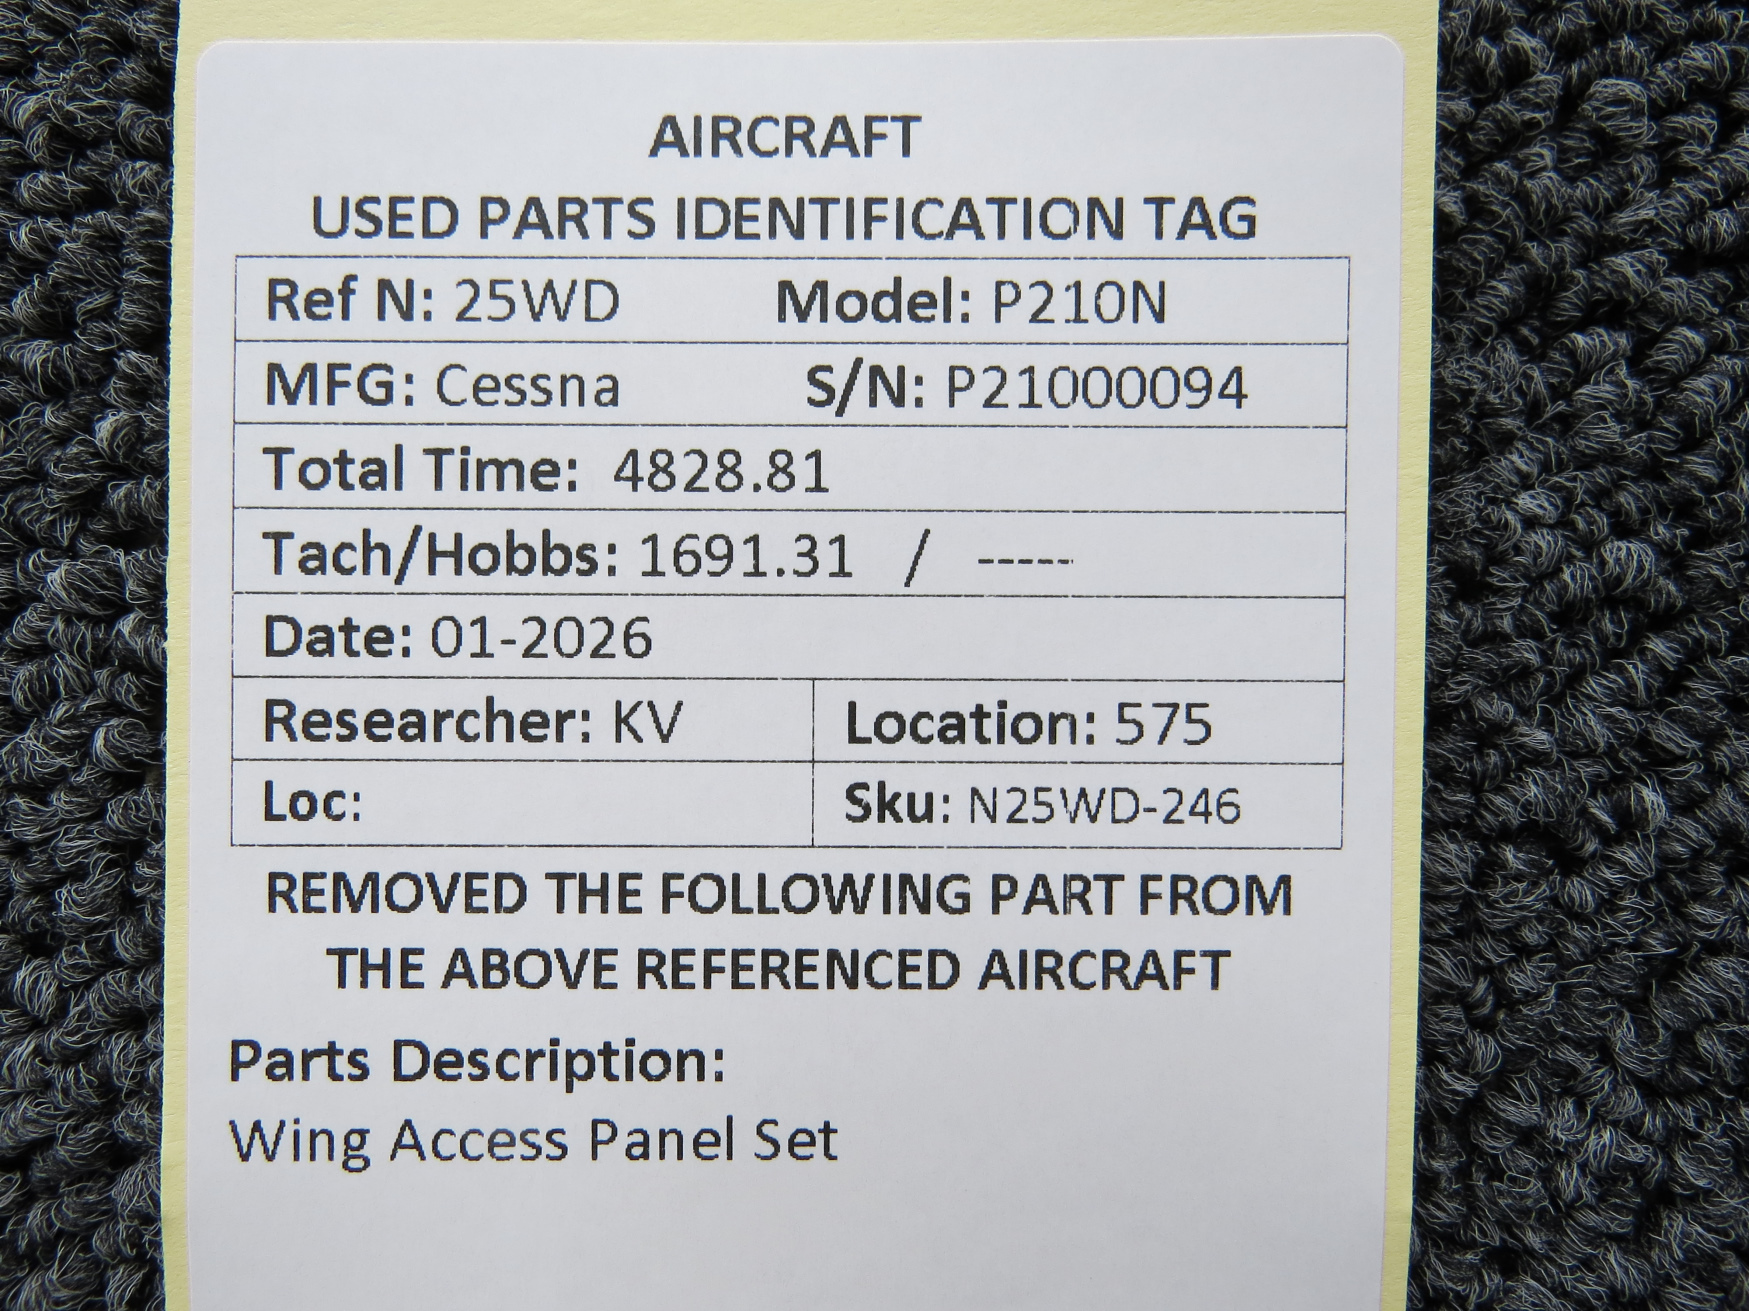 AIRCRAFT
USED PARTS IDENTIFICATION TAG
Ref N: 25WD Model: P210N
MFG: Cessna S/N: P21000094
Total Time: 4828.81
Tach/Hobbs: 1691.31 / -----
Date: 01-2026
Researcher: KV Location: 575
Loc: Sku: N25WD-246
REMOVED THE FOLLOWING PART FROM
THE ABOVE REFERENCED AIRCRAFT
Parts Description:
Wing Access Panel Set